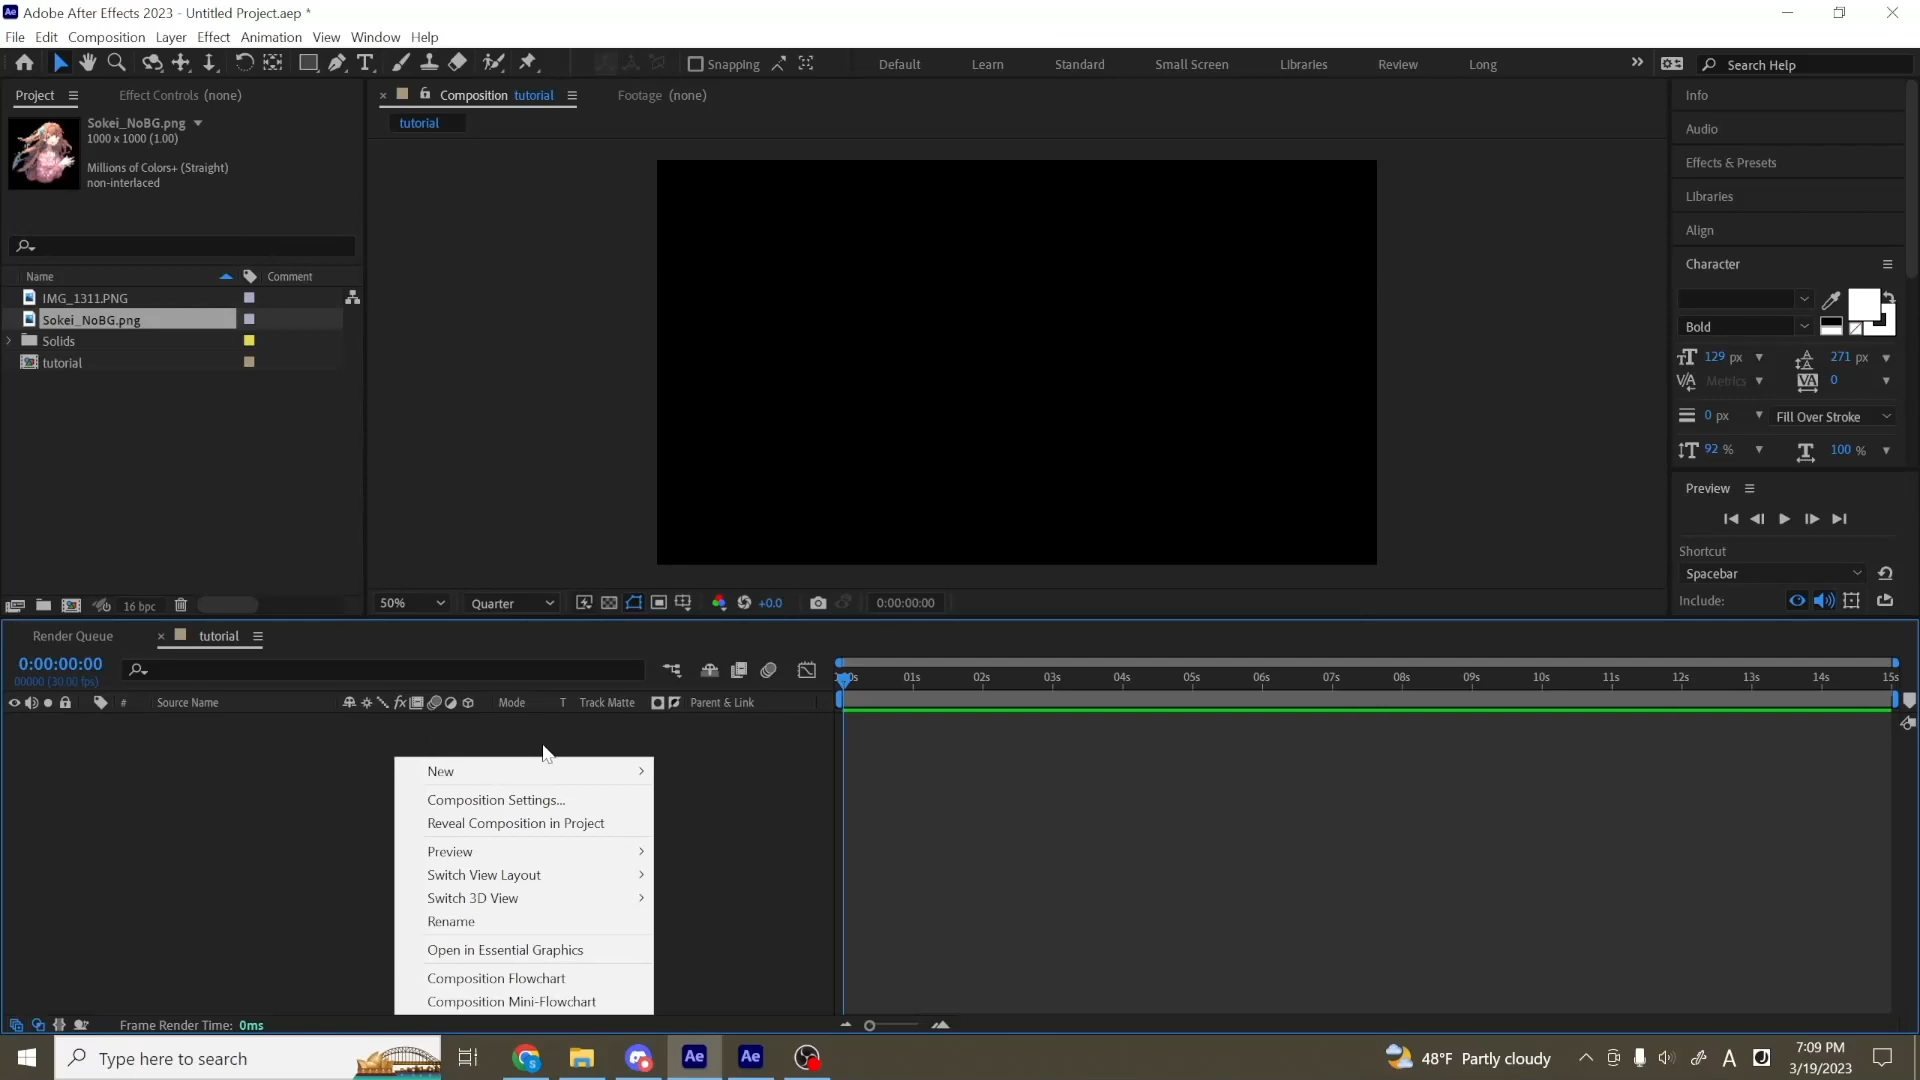 Ae Adobe After Effects 2023 - Untitled Project.aep *
File Edit Composition Layer Effect Animation View Window Help
Snapping Default Learn Standard Small Screen Libraries Review Long Search Help
Project Effect Controls (none) Composition tutorial Footage (none)
tutorial
Sokei_NoBG.png
1000 x 1000 (1.00)
Millions of Colors+ (Straight)
non-interlaced
Name Comment
IMG_1311.PNG
Sokei_NoBG.png
Solids
tutorial
16 bpc
50% Quarter +0.0 0:00:00:00
Info
Audio
Effects & Presets
Libraries
Align
Character
Bold
129 px 271 px
Metrics 0
0 px Fill Over Stroke
92 % 100 %
Preview
Shortcut
Spacebar
Include:
Render Queue tutorial
0:00:00:00
00000 (30.00 fps)
# Source Name Mode T Track Matte Parent & Link
01s 02s 03s 04s 05s 06s 07s 08s 09s 10s 11s 12s 13s 14s 15s
New
Composition Settings...
Reveal Composition in Project
Preview
Switch View Layout
Switch 3D View
Rename
Open in Essential Graphics
Composition Flowchart
Composition Mini-Flowchart
Frame Render Time: 0ms
Type here to search
Ae Ae
48°F Partly cloudy
A
7:09 PM
3/19/2023